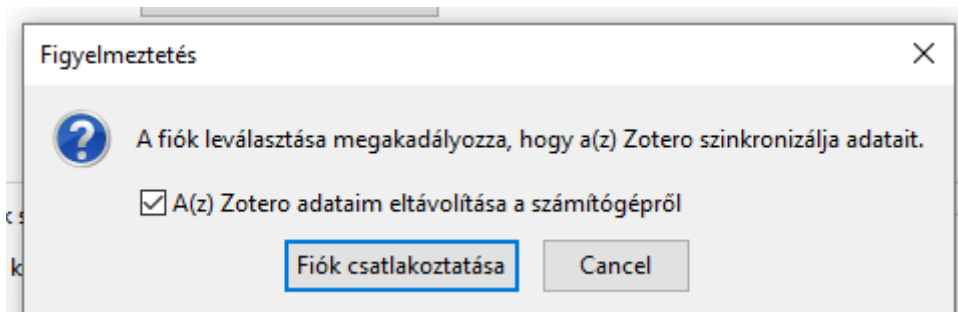 Figyelmeztetés
A fiók leválasztása megakadályozza, hogy a(z) Zotero szinkronizálja adatait.
A(z) Zotero adataim eltávolítása a számítógépről
Fiók csatlakoztatása Cancel